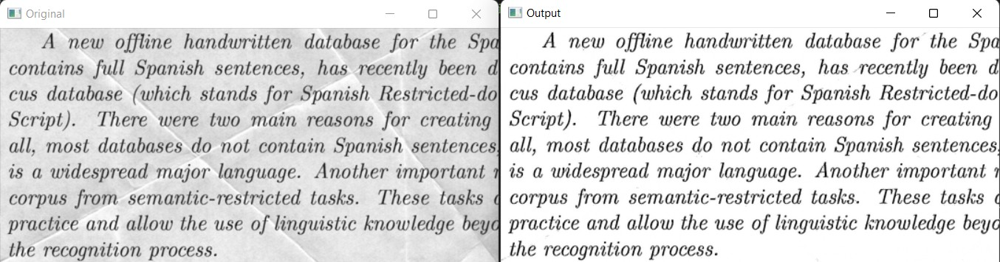 Original
A new offline handwritten database for the Spa
contains full Spanish sentences, has recently been d
cus database (which stands for Spanish Restricted-do
Script). There were two main reasons for creating
all, most databases do not contain Spanish sentences,
is a widespread major language. Another important
corpus from semantic-restricted tasks. These tasks
practice and allow the use of linguistic knowledge beyo
the recognition process.
Output
A new offline handwritten database for the Spa
contains full Spanish sentences, has recently been d
cus database (which stands for Spanish Restricted-do
Script). There were two main reasons for creating
all, most databases do not contain Spanish sentences,
is a widespread major language. Another important
corpus from semantic-restricted tasks. These tasks
practice and allow the use of linguistic knowledge beyo
the recognition process.